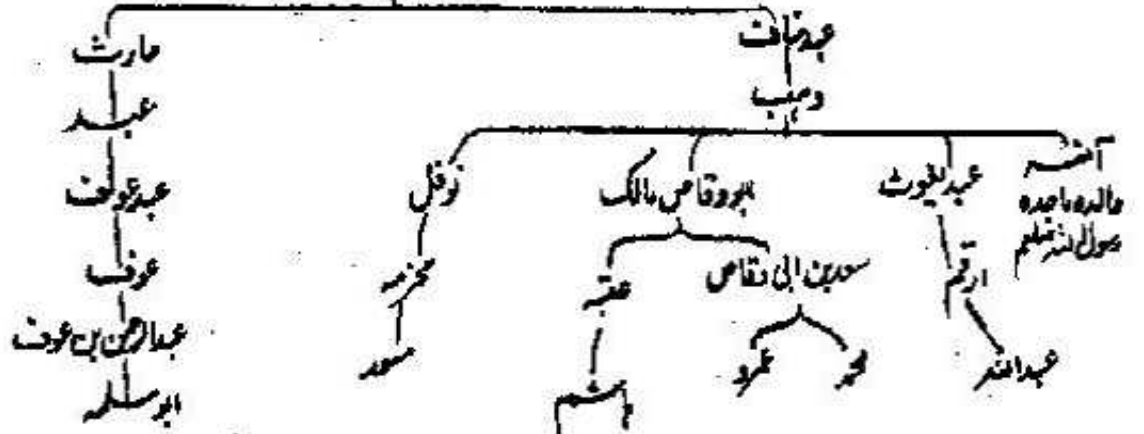 عبد مناف
حارث
وہب
عبد
آمنہ
والدہ ماجدہ
رسول اللہ صلعم
عبد یغوث
ابو وقاص مالک
نوفل
عبد عوف
ارقم
سعد بن ابی وقاص
عتبہ
مخرمہ
عوف
عبداللہ
محمد
عمرو
ہاشم
مسور
عبدالرحمن بن عوف
ابو سلمہ